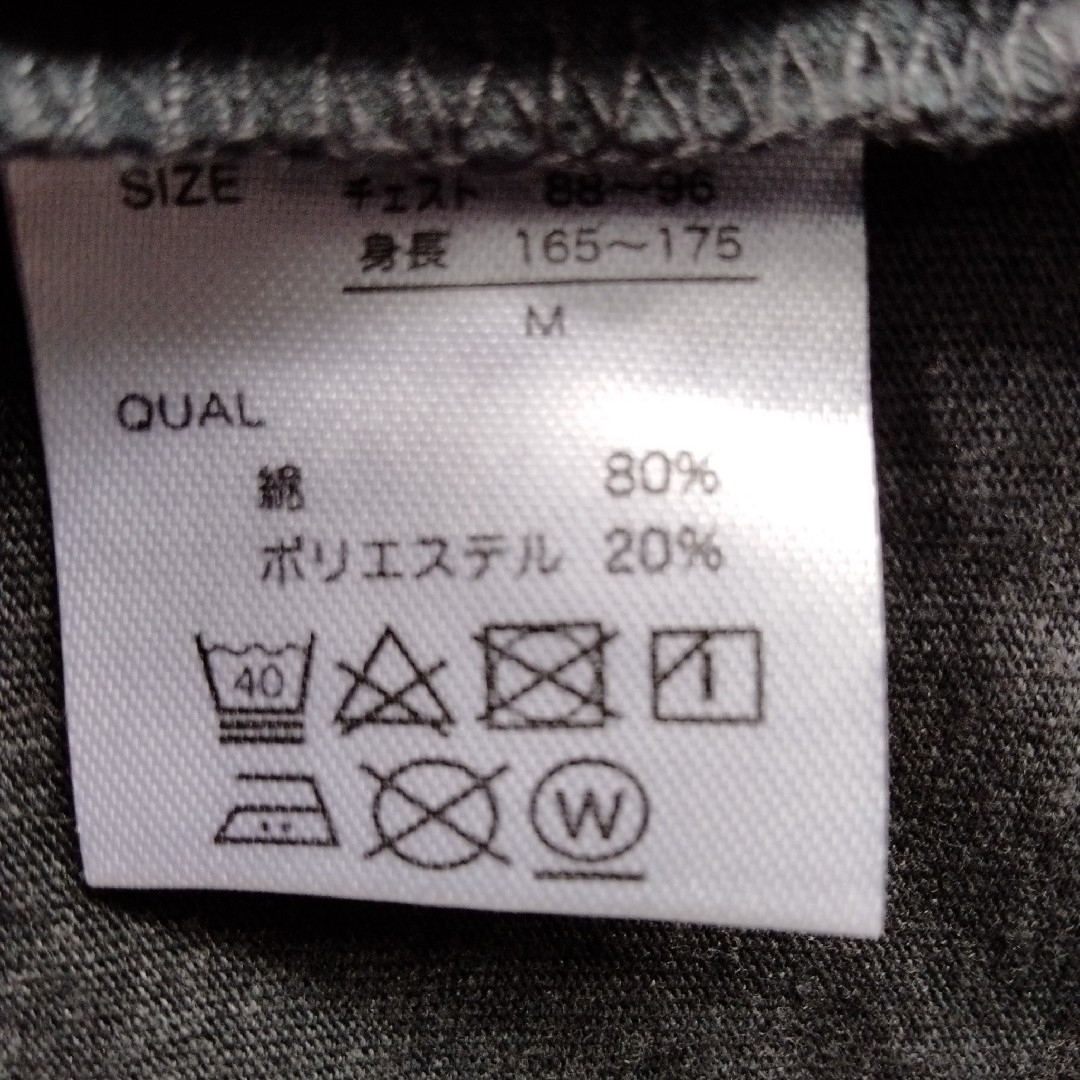 SIZE チェスト 88～96
身長 165～175
M
QUAL
綿 80%
ポリエステル 20%
40
W